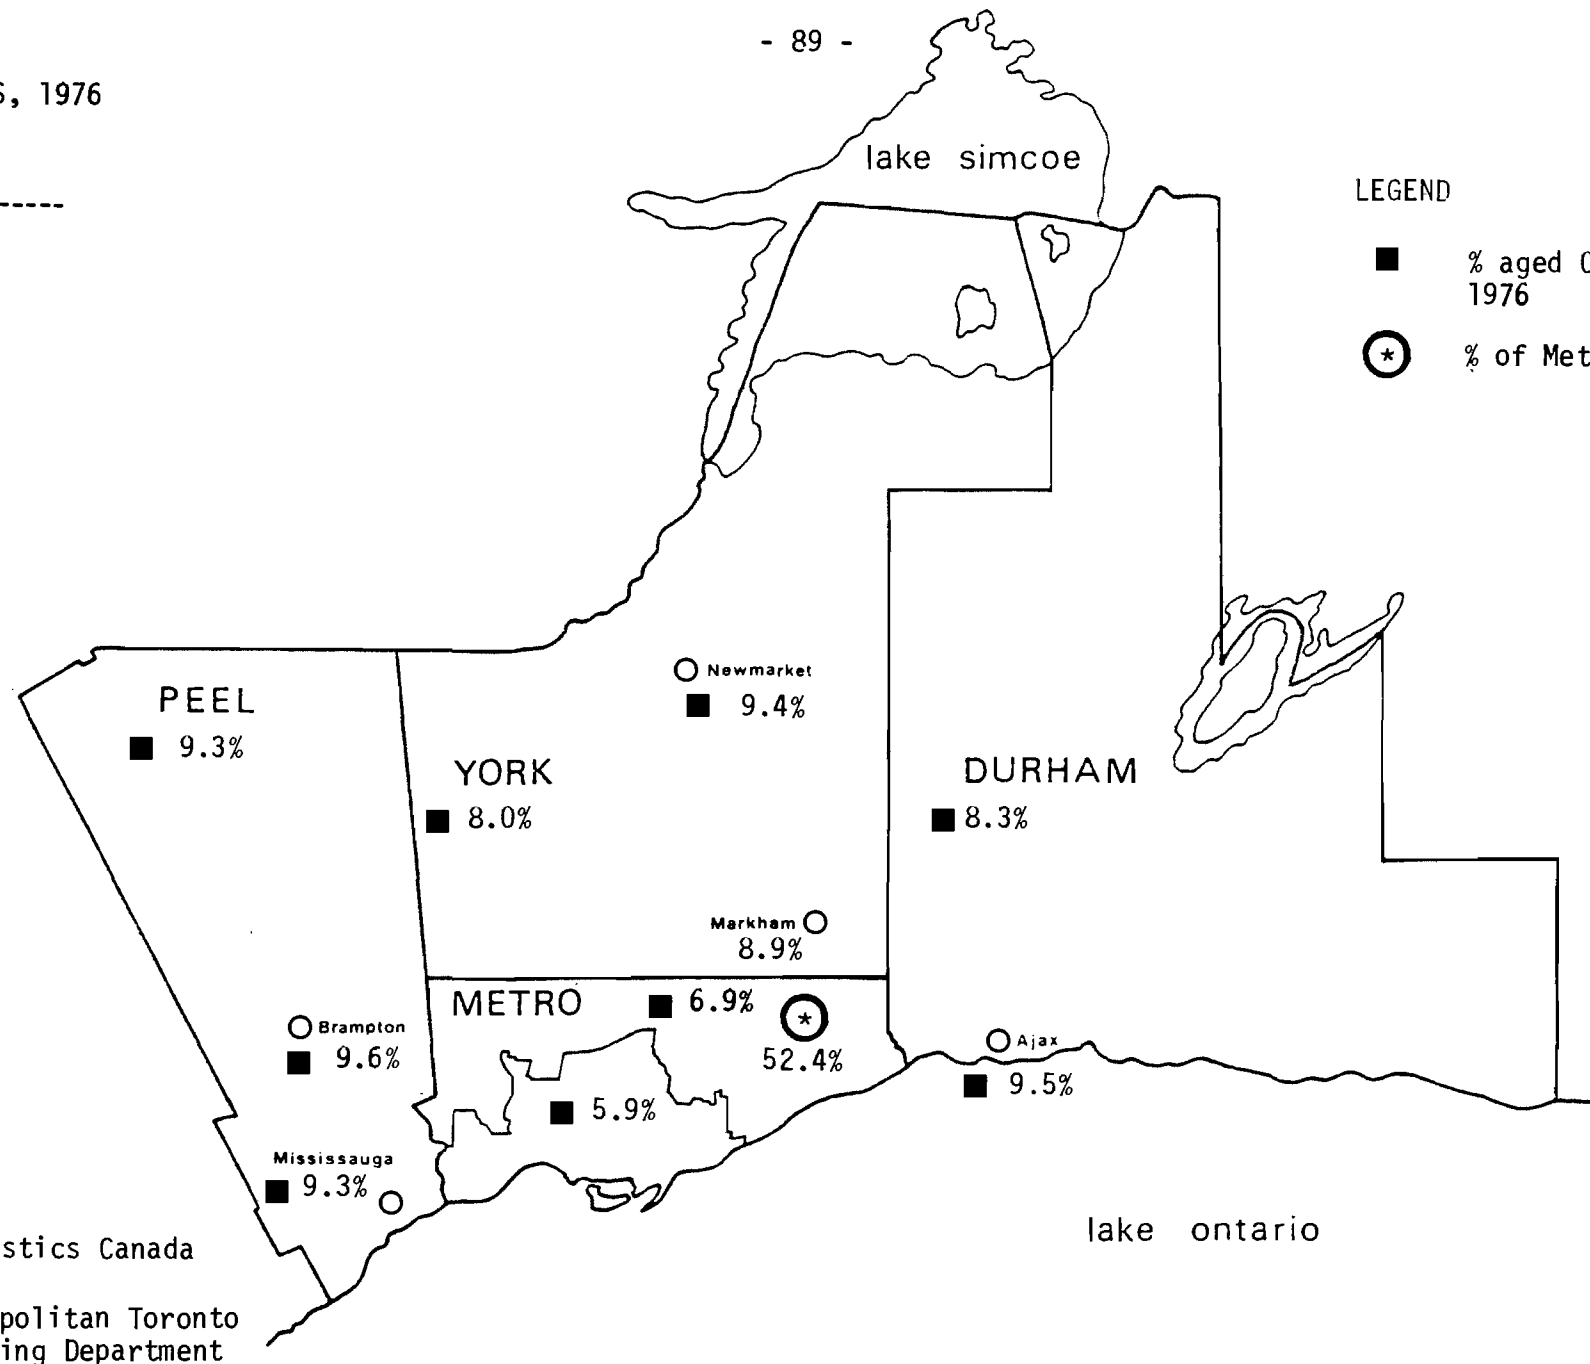 - 89 -
S, 1976
-----
lake simcoe
LEGEND
■ % aged 0
1976
* % of Met
Newmarket
9.4%
PEEL
9.3%
YORK
8.0%
DURHAM
8.3%
Markham
8.9%
METRO
6.9%
*
52.4%
Brampton
9.6%
Ajax
9.5%
5.9%
Mississauga
9.3%
lake ontario
stics Canada
politan Toronto
ing Department